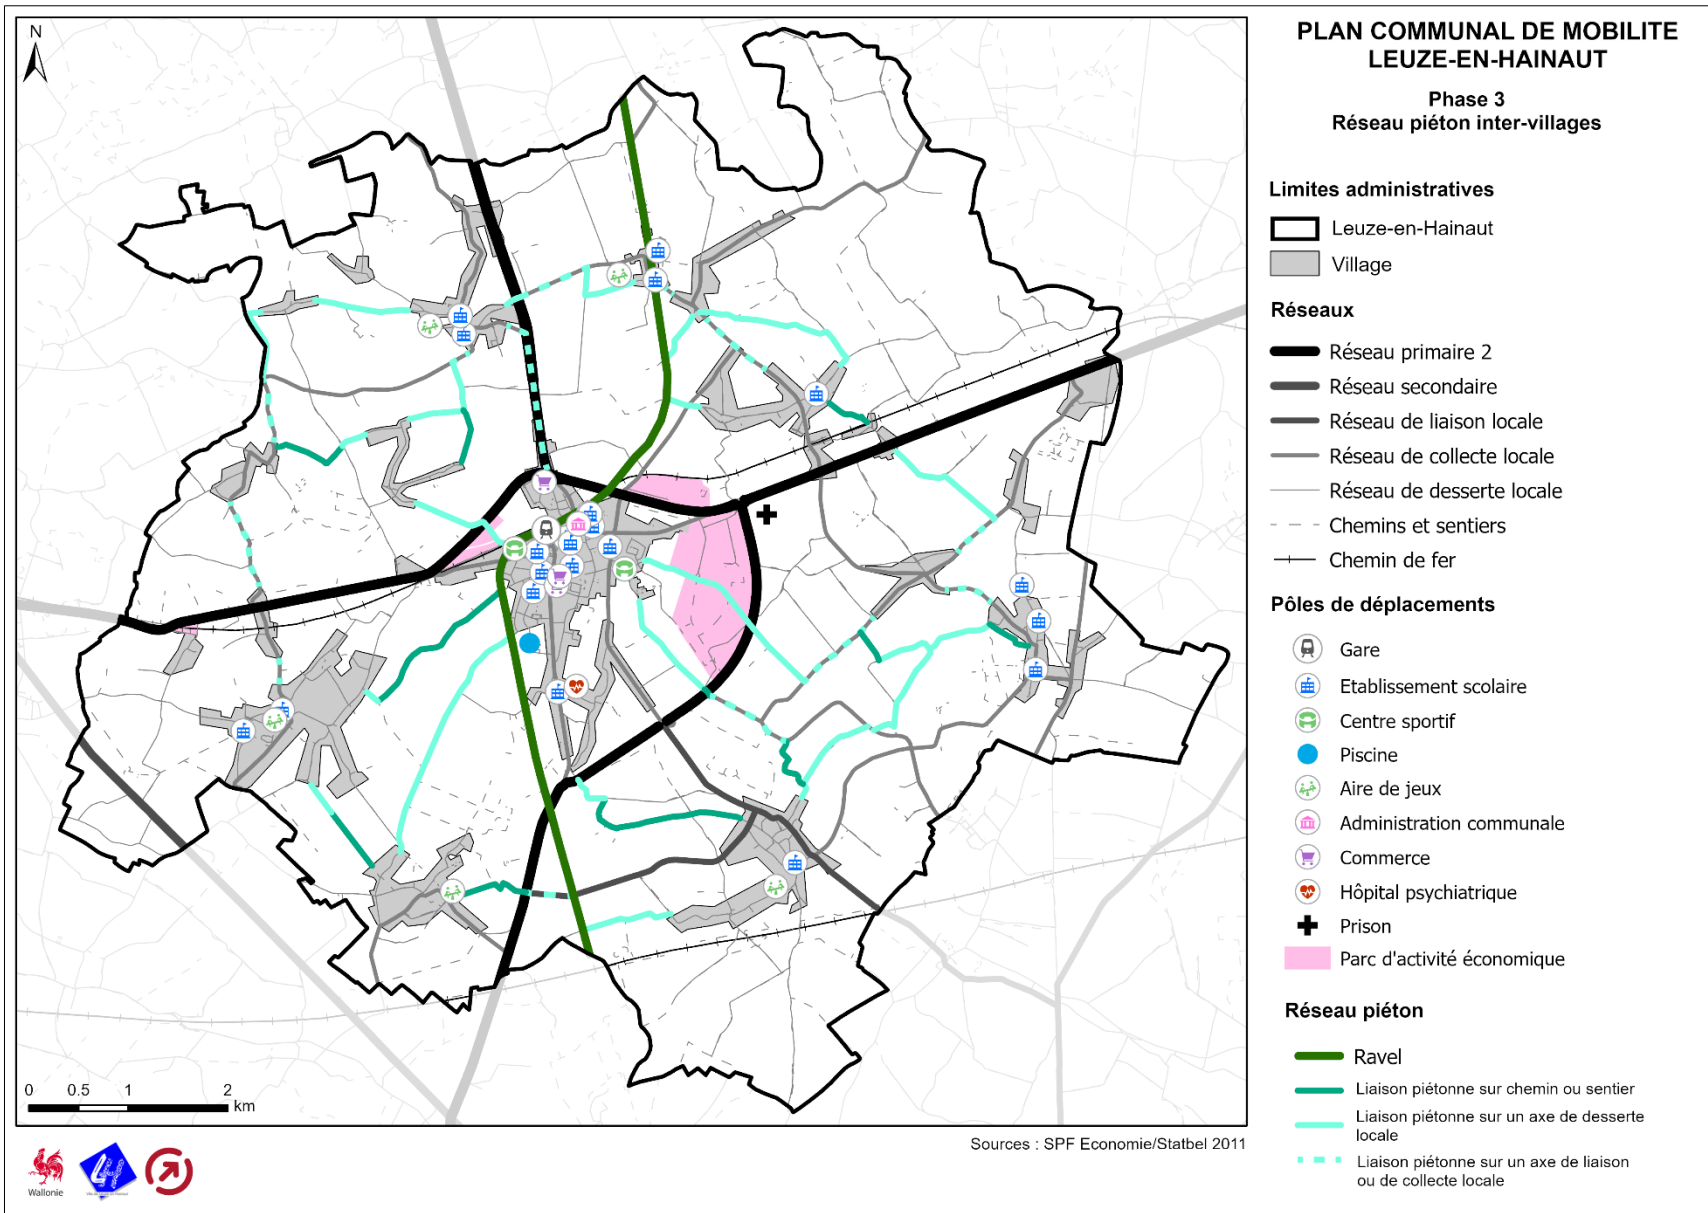 N
PLAN COMMUNAL DE MOBILITE
LEUZE-EN-HAINAUT
Phase 3
Réseau piéton inter-villages
Limites administratives
Leuze-en-Hainaut
Village
Réseaux
Réseau primaire 2
Réseau secondaire
Réseau de liaison locale
Réseau de collecte locale
Réseau de desserte locale
Chemins et sentiers
Chemin de fer
Pôles de déplacements
Gare
Etablissement scolaire
Centre sportif
Piscine
Aire de jeux
Administration communale
Commerce
Hôpital psychiatrique
Prison
Parc d'activité économique
Réseau piéton
Ravel
Liaison piétonne sur chemin ou sentier
Liaison piétonne sur un axe de desserte
locale
Liaison piétonne sur un axe de liaison
ou de collecte locale
0 0.5 1 2
km
Sources : SPF Economie/Statbel 2011
Wallonie